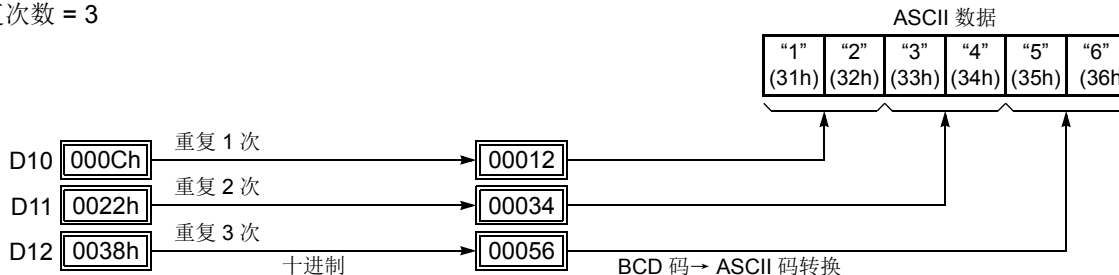 次数 = 3
ASCII 数据
“1” “2” “3” “4” “5” “6”
(31h) (32h) (33h) (34h) (35h) (36h
D10 000Ch 重复 1 次 00012
D11 0022h 重复 2 次 00034
D12 0038h 重复 3 次 00056
十进制 BCD 码→ ASCII 码转换